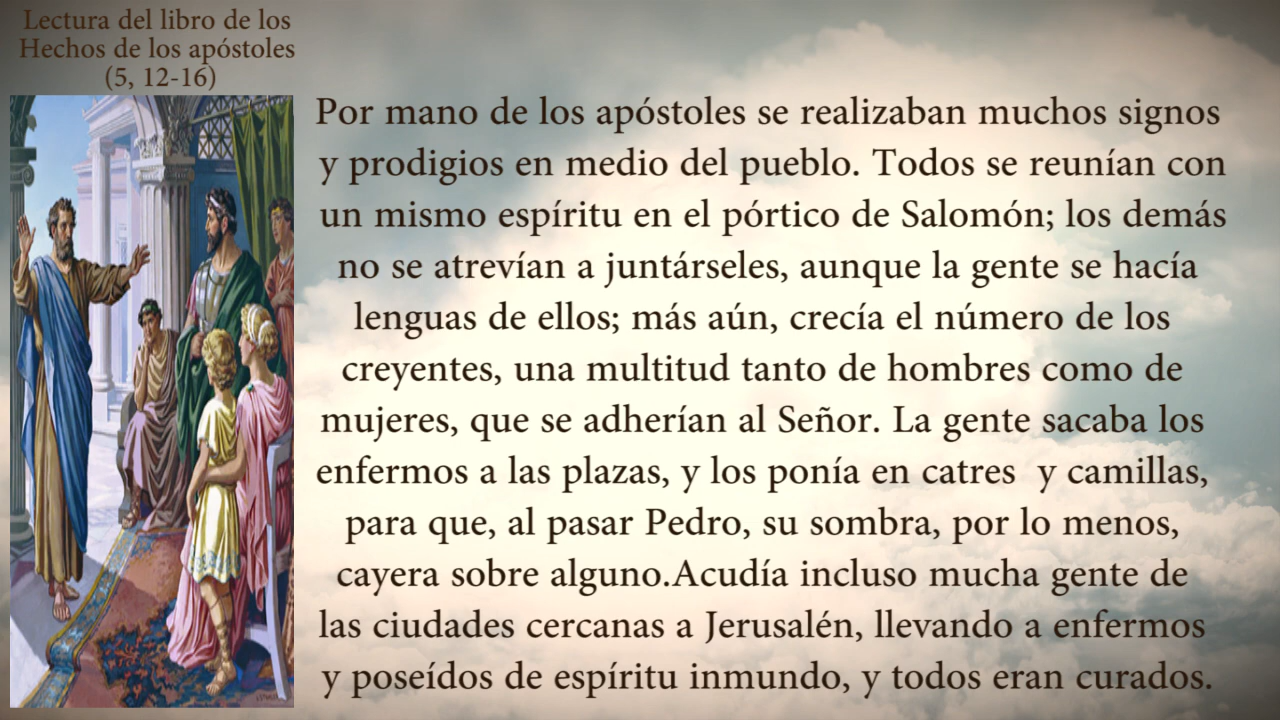 Lectura del libro de los
Hechos de los apóstoles
(5, 12-16)
Por mano de los apóstoles se realizaban muchos signos
y prodigios en medio del pueblo. Todos se reunían con
un mismo espíritu en el pórtico de Salomón; los demás
no se atrevían a juntárseles, aunque la gente se hacía
lenguas de ellos; más aún, crecía el número de los
creyentes, una multitud tanto de hombres como de
mujeres, que se adherían al Señor. La gente sacaba los
enfermos a las plazas, y los ponía en catres y camillas,
para que, al pasar Pedro, su sombra, por lo menos,
cayera sobre alguno.Acudía incluso mucha gente de
las ciudades cercanas a Jerusalén, llevando a enfermos
y poseídos de espíritu inmundo, y todos eran curados.